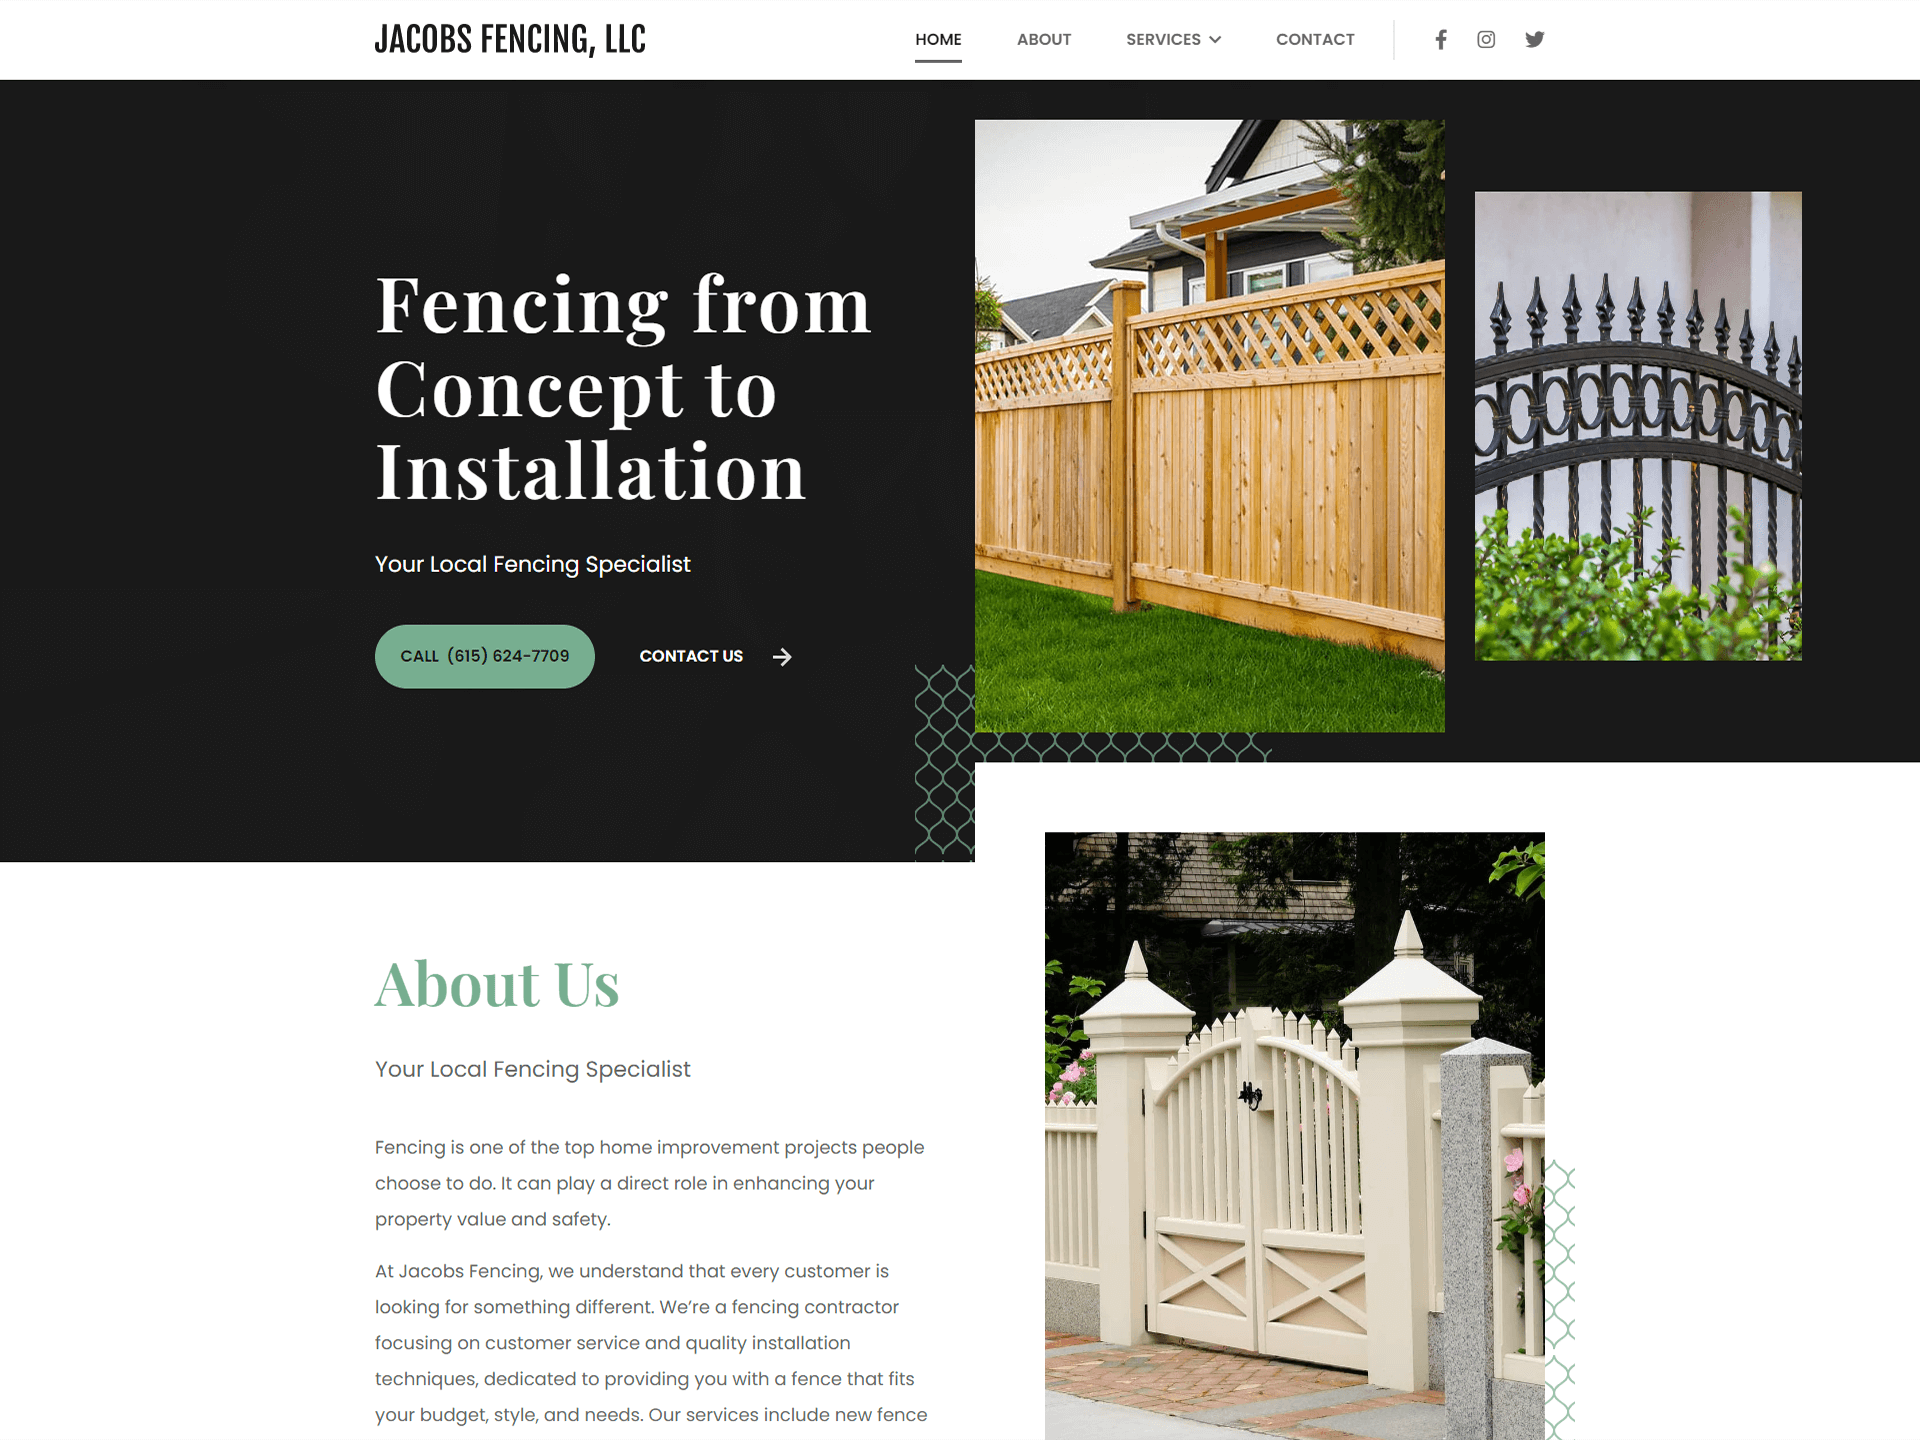 JACOBS FENCING, LLC
HOME
ABOUT
SERVICES
CONTACT
Fencing from
Concept to
Installation
Your Local Fencing Specialist
CALL (615) 624-7709
CONTACT US
About Us
Your Local Fencing Specialist
Fencing is one of the top home improvement projects people
choose to do. It can play a direct role in enhancing your
property value and safety.
At Jacobs Fencing, we understand that every customer is
looking for something different. We’re a fencing contractor
focusing on customer service and quality installation
techniques, dedicated to providing you with a fence that fits
your budget, style, and needs. Our services include new fence